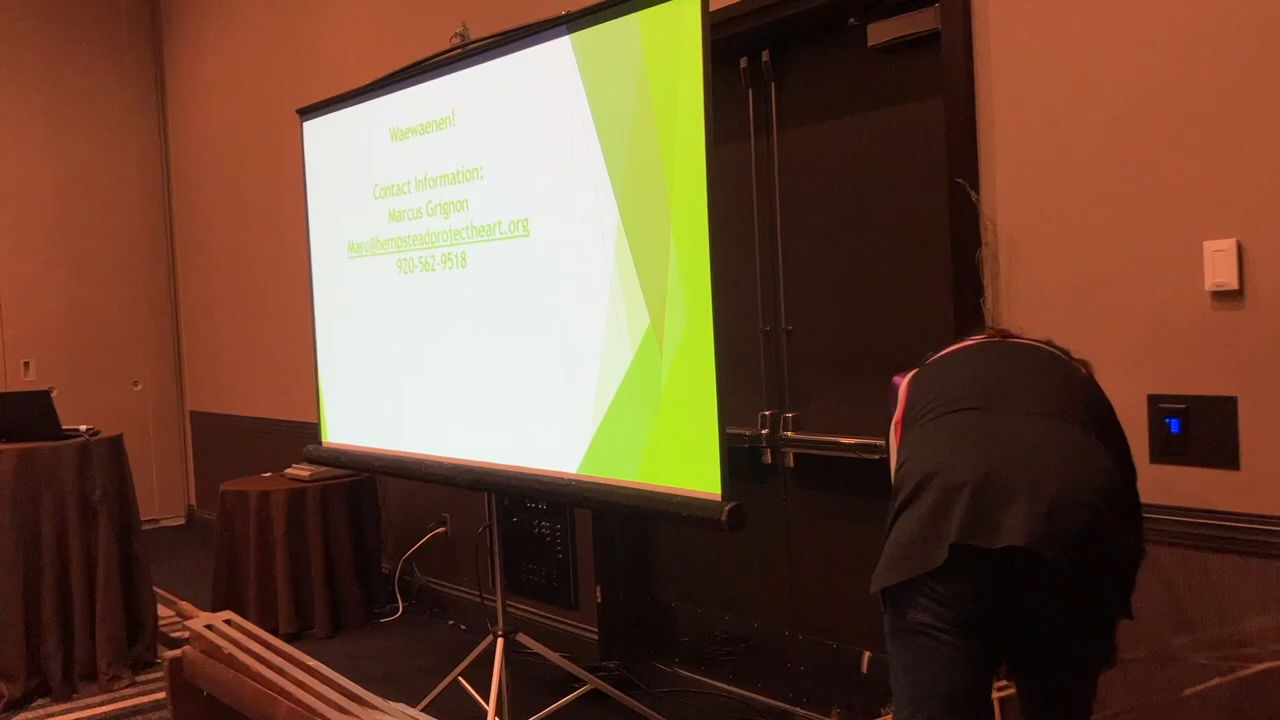 Waewaenen!
Contact Information:
Marcus Grignon
Marc@hempsteadprojectheart.org
920-562-9518